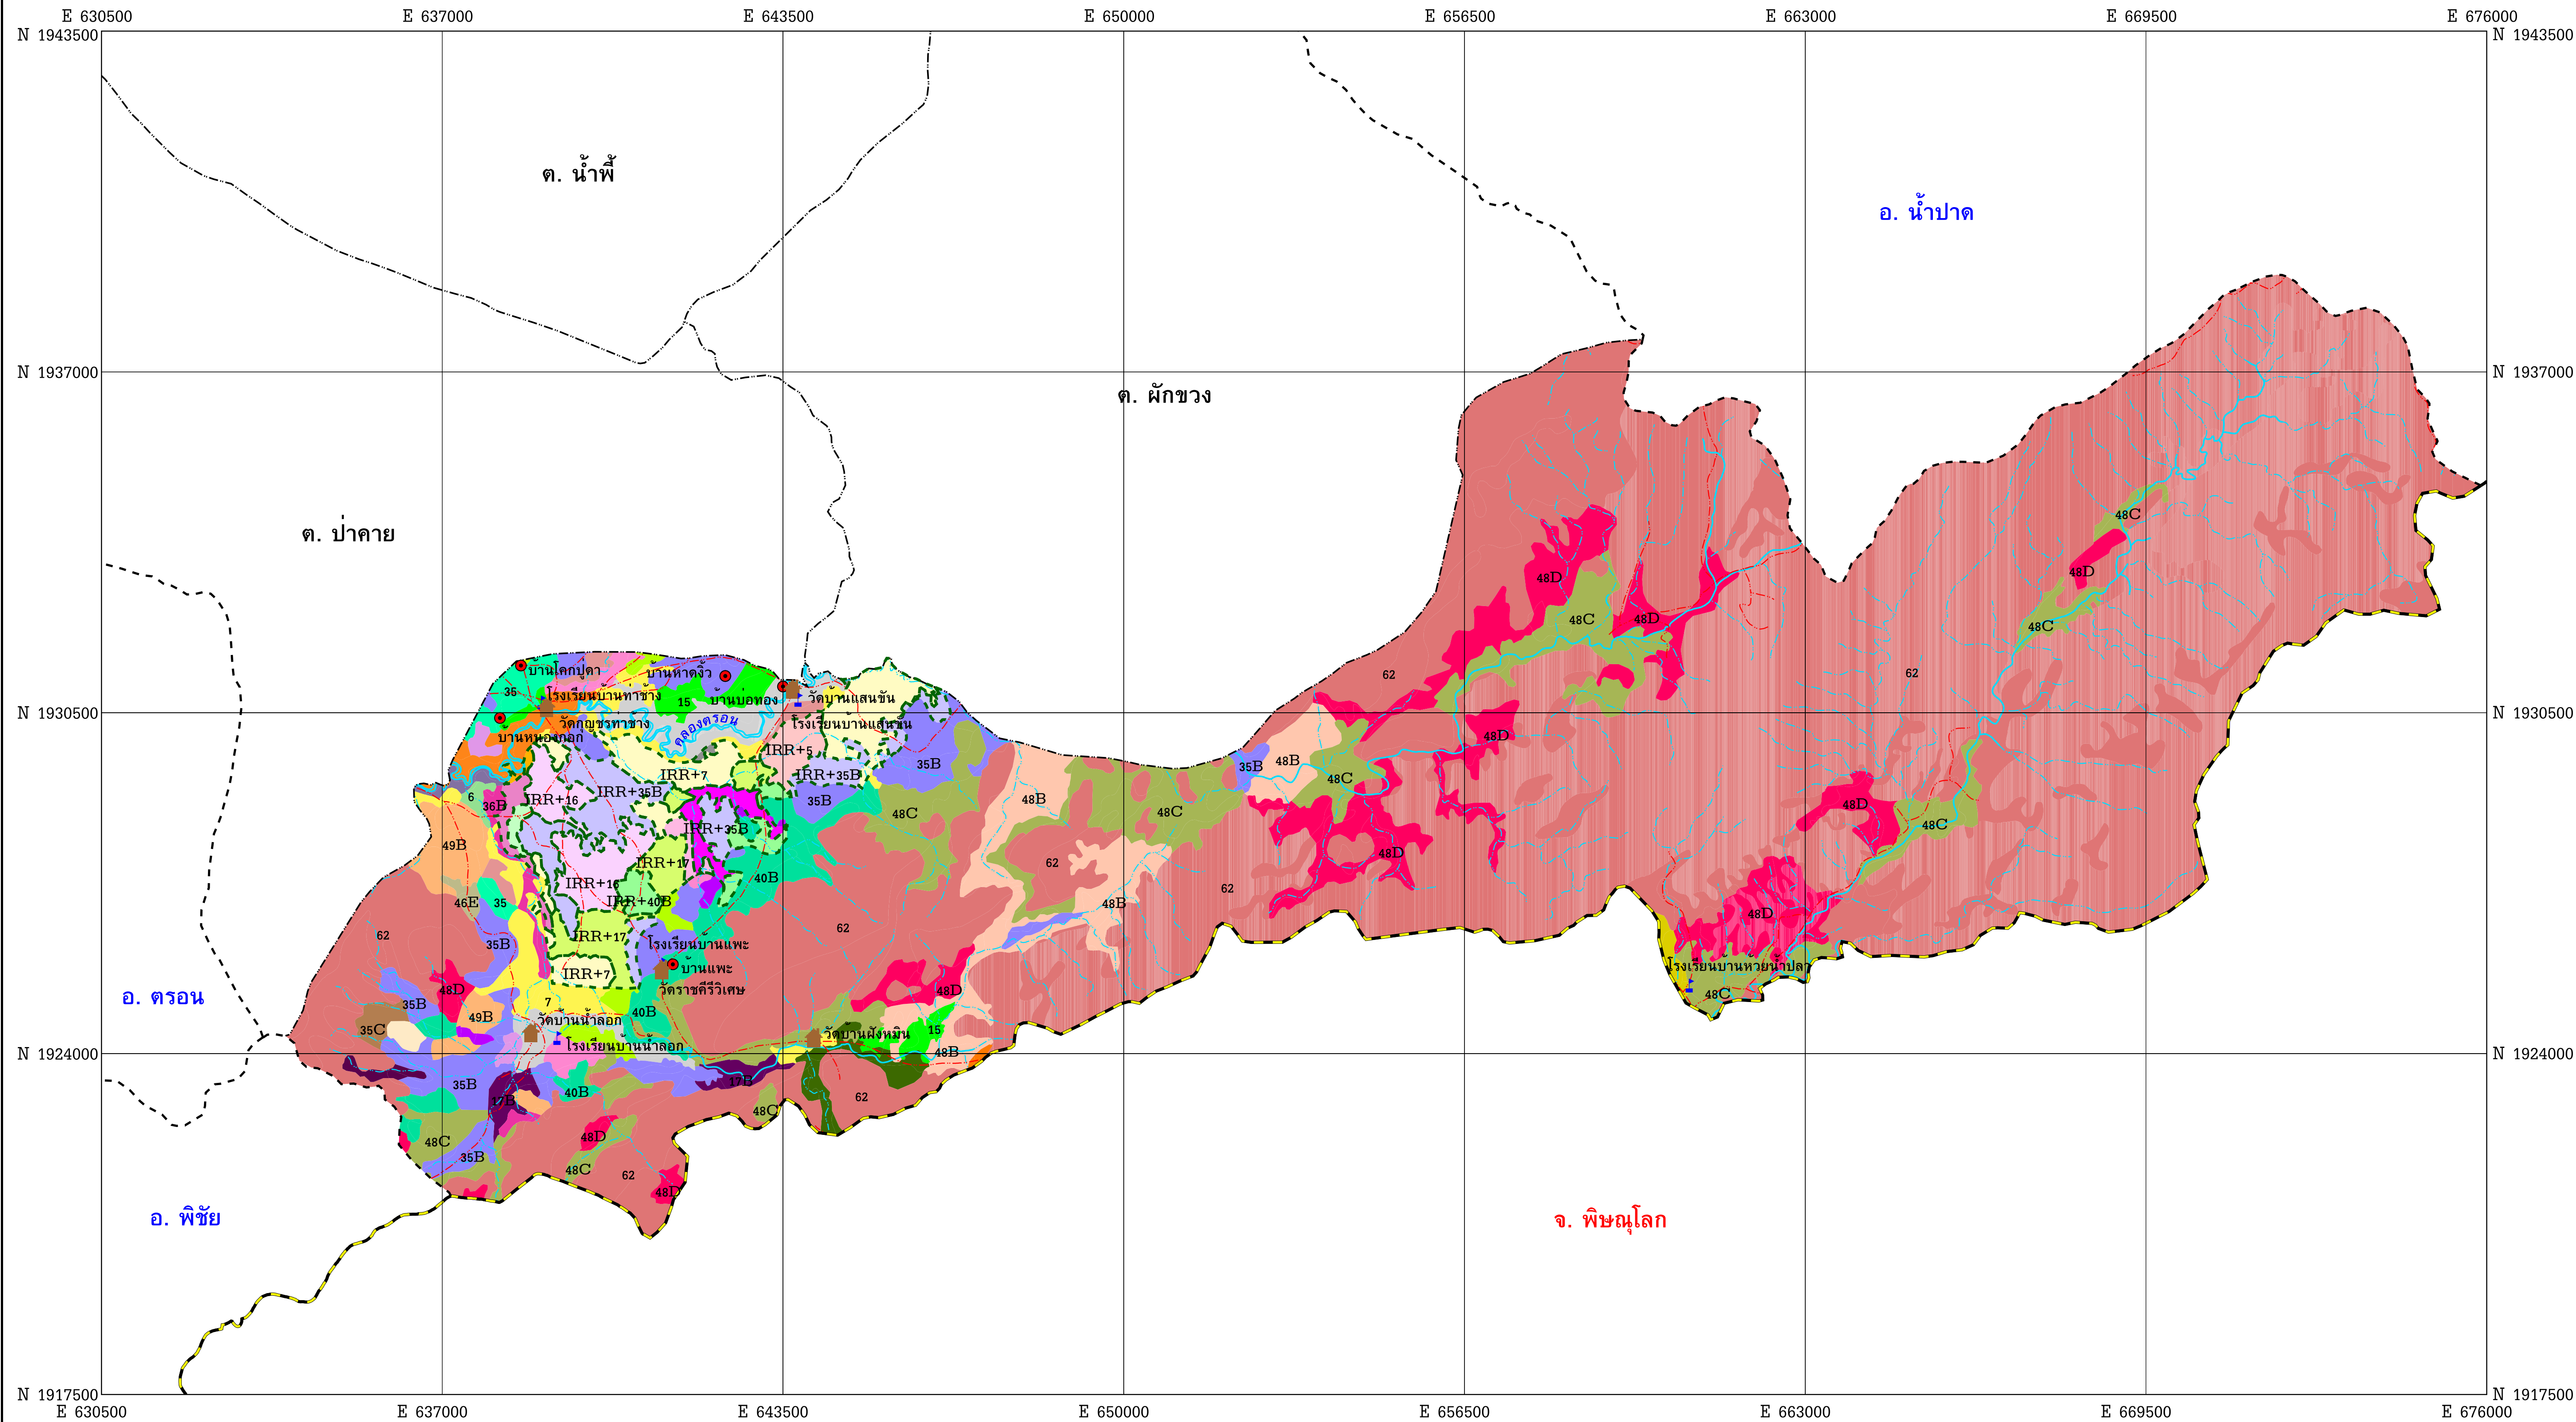 E 630500 E 637000 E 643500 E 650000 E 656500 E 663000 E 669500 E 676000
N 1943500 N 1943500
ต. น้ำพี้
อ. น้ำปาด
N 1937000 N 1937000
ต. ผักขวง
48C
ต. ป่าคาย
48D 48D
48C 48D 48C
บ้านโคกปูดา บ้านหาดงิ้ว 62 62
35 โรงเรียนบ้านท่าช้าง 15 บ้านบ่อทอง วัดบ้านแสนขัน
N 1930500 N 1930500
วัดกุญชรท่าช้าง คลองตรอน โรงเรียนบ้านแสนขัน
บ้านหนองกอก 48D
IRR+5
35B 35B 48B
IRR+7 IRR+35B 48C
IRR+16 IRR+35B
6 36B 35B 48B 48D
48C 48C 48C
IRR+35B
49B 48D
IRR+17 62
40B
IRR+16 62
46E 35 IRR+40B 48B
48D
62 IRR+17 62
35B โรงเรียนบ้านแพะ
บ้านแพะ โรงเรียนบ้านห้วยน้ำปลา
IRR+7
48D วัดราชคีรีวิเศษ 48D 48C
อ. ตรอน
35B 7
49B วัดบ้านน้ำลอก 40B
35C วัดบ้านฝังหมิน 15
โรงเรียนบ้านน้ำลอก 48B
N 1924000 N 1924000
35B 17B
40B
17B 62
48C
48C 48D
35B 48C 62
48D
อ. พิชัย จ. พิษณุโลก
N 1917500 N 1917500
E 630500 E 637000 E 643500 E 650000 E 656500 E 663000 E 669500 E 676000